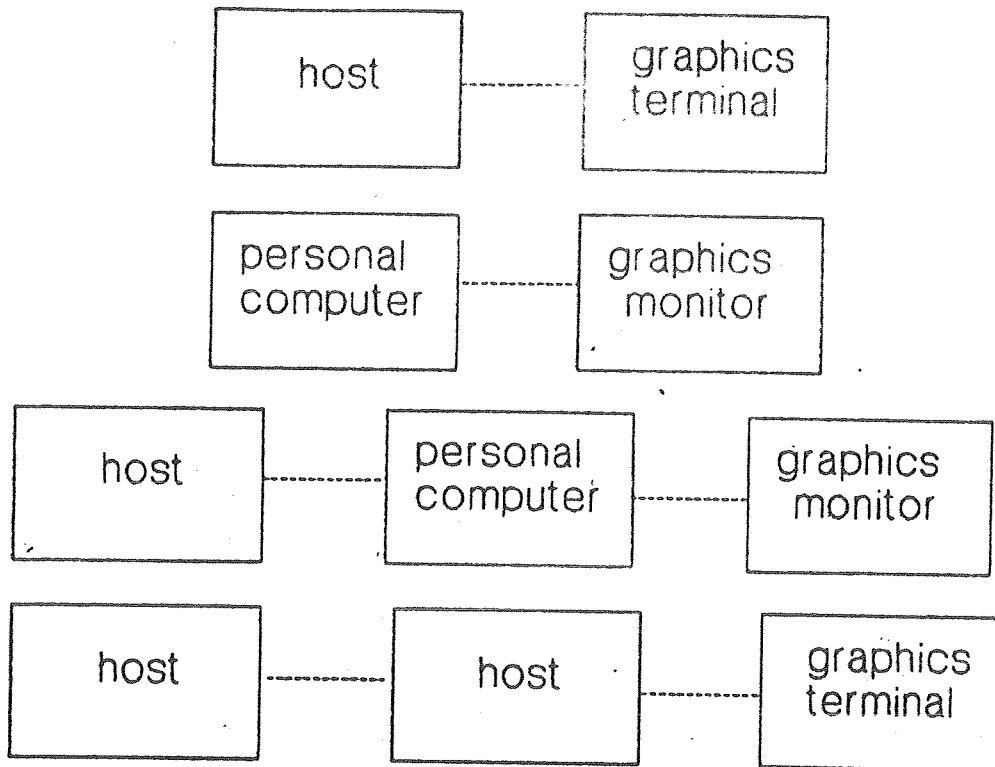 host
graphics
terminal
personal
computer
graphics
monitor
host
personal
computer
graphics
monitor
host
host
graphics
terminal